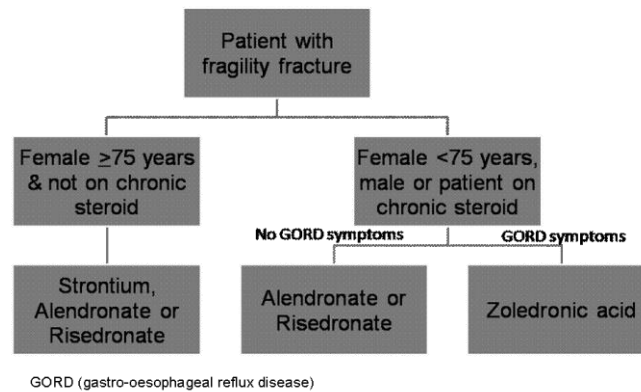 Patient with
fragility fracture
Female ≥75 years
& not on chronic
steroid
Female <75 years,
male or patient on
chronic steroid
No GORD symptoms
GORD symptoms
Strontium,
Alendronate or
Risedronate
Alendronate or
Risedronate
Zoledronic acid
GORD (gastro-oesophageal reflux disease)